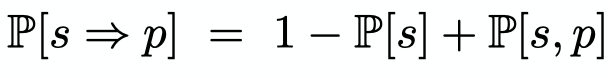 ℙ[s ⇒ p] = 1 − ℙ[s] + ℙ[s, p]